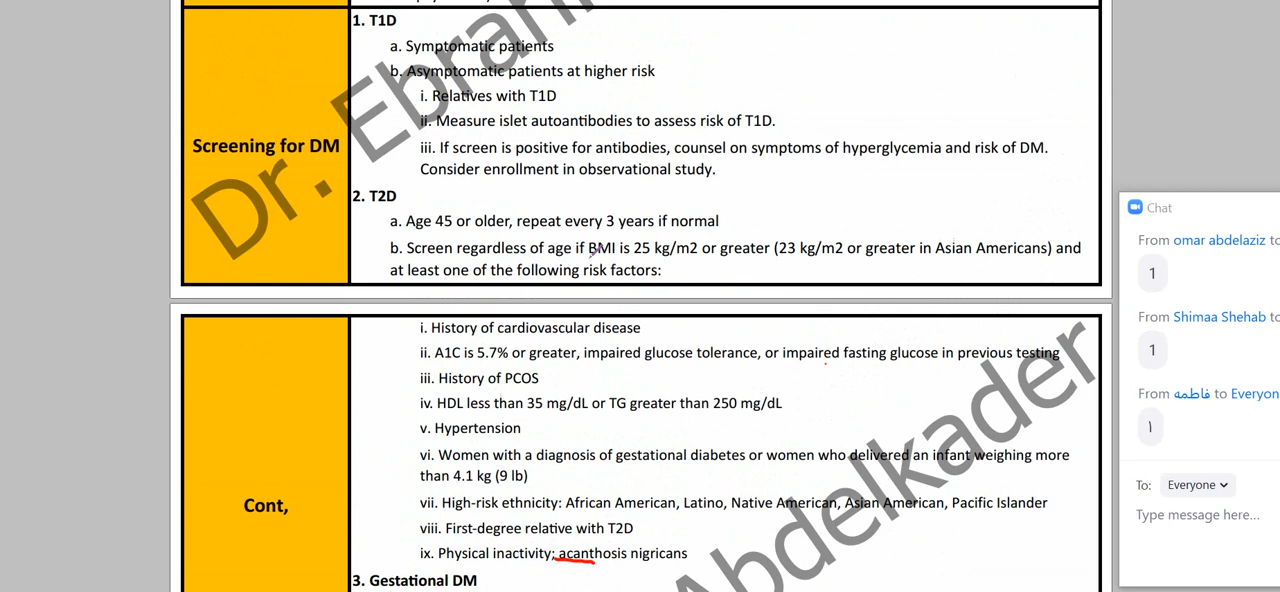 1. T1D
a. Symptomatic patients
b. Asymptomatic patients at higher risk
i. Relatives with T1D
ii. Measure islet autoantibodies to assess risk of T1D.
Screening for DM
iii. If screen is positive for antibodies, counsel on symptoms of hyperglycemia and risk of DM.
Consider enrollment in observational study.
2. T2D
a. Age 45 or older, repeat every 3 years if normal
b. Screen regardless of age if BMI is 25 kg/m2 or greater (23 kg/m2 or greater in Asian Americans) and
at least one of the following risk factors:
i. History of cardiovascular disease
ii. A1C is 5.7% or greater, impaired glucose tolerance, or impaired fasting glucose in previous testing
iii. History of PCOS
iv. HDL less than 35 mg/dL or TG greater than 250 mg/dL
v. Hypertension
vi. Women with a diagnosis of gestational diabetes or women who delivered an infant weighing more
than 4.1 kg (9 lb)
Cont,
vii. High-risk ethnicity: African American, Latino, Native American, Asian American, Pacific Islander
viii. First-degree relative with T2D
ix. Physical inactivity; acanthosis nigricans
3. Gestational DM
Dr. Ebrahi
Abdelkader
Chat
From omar abdelaziz to
1
From Shimaa Shehab to
1
From فاطمه to Everyon
١
To: Everyone
Type message here...